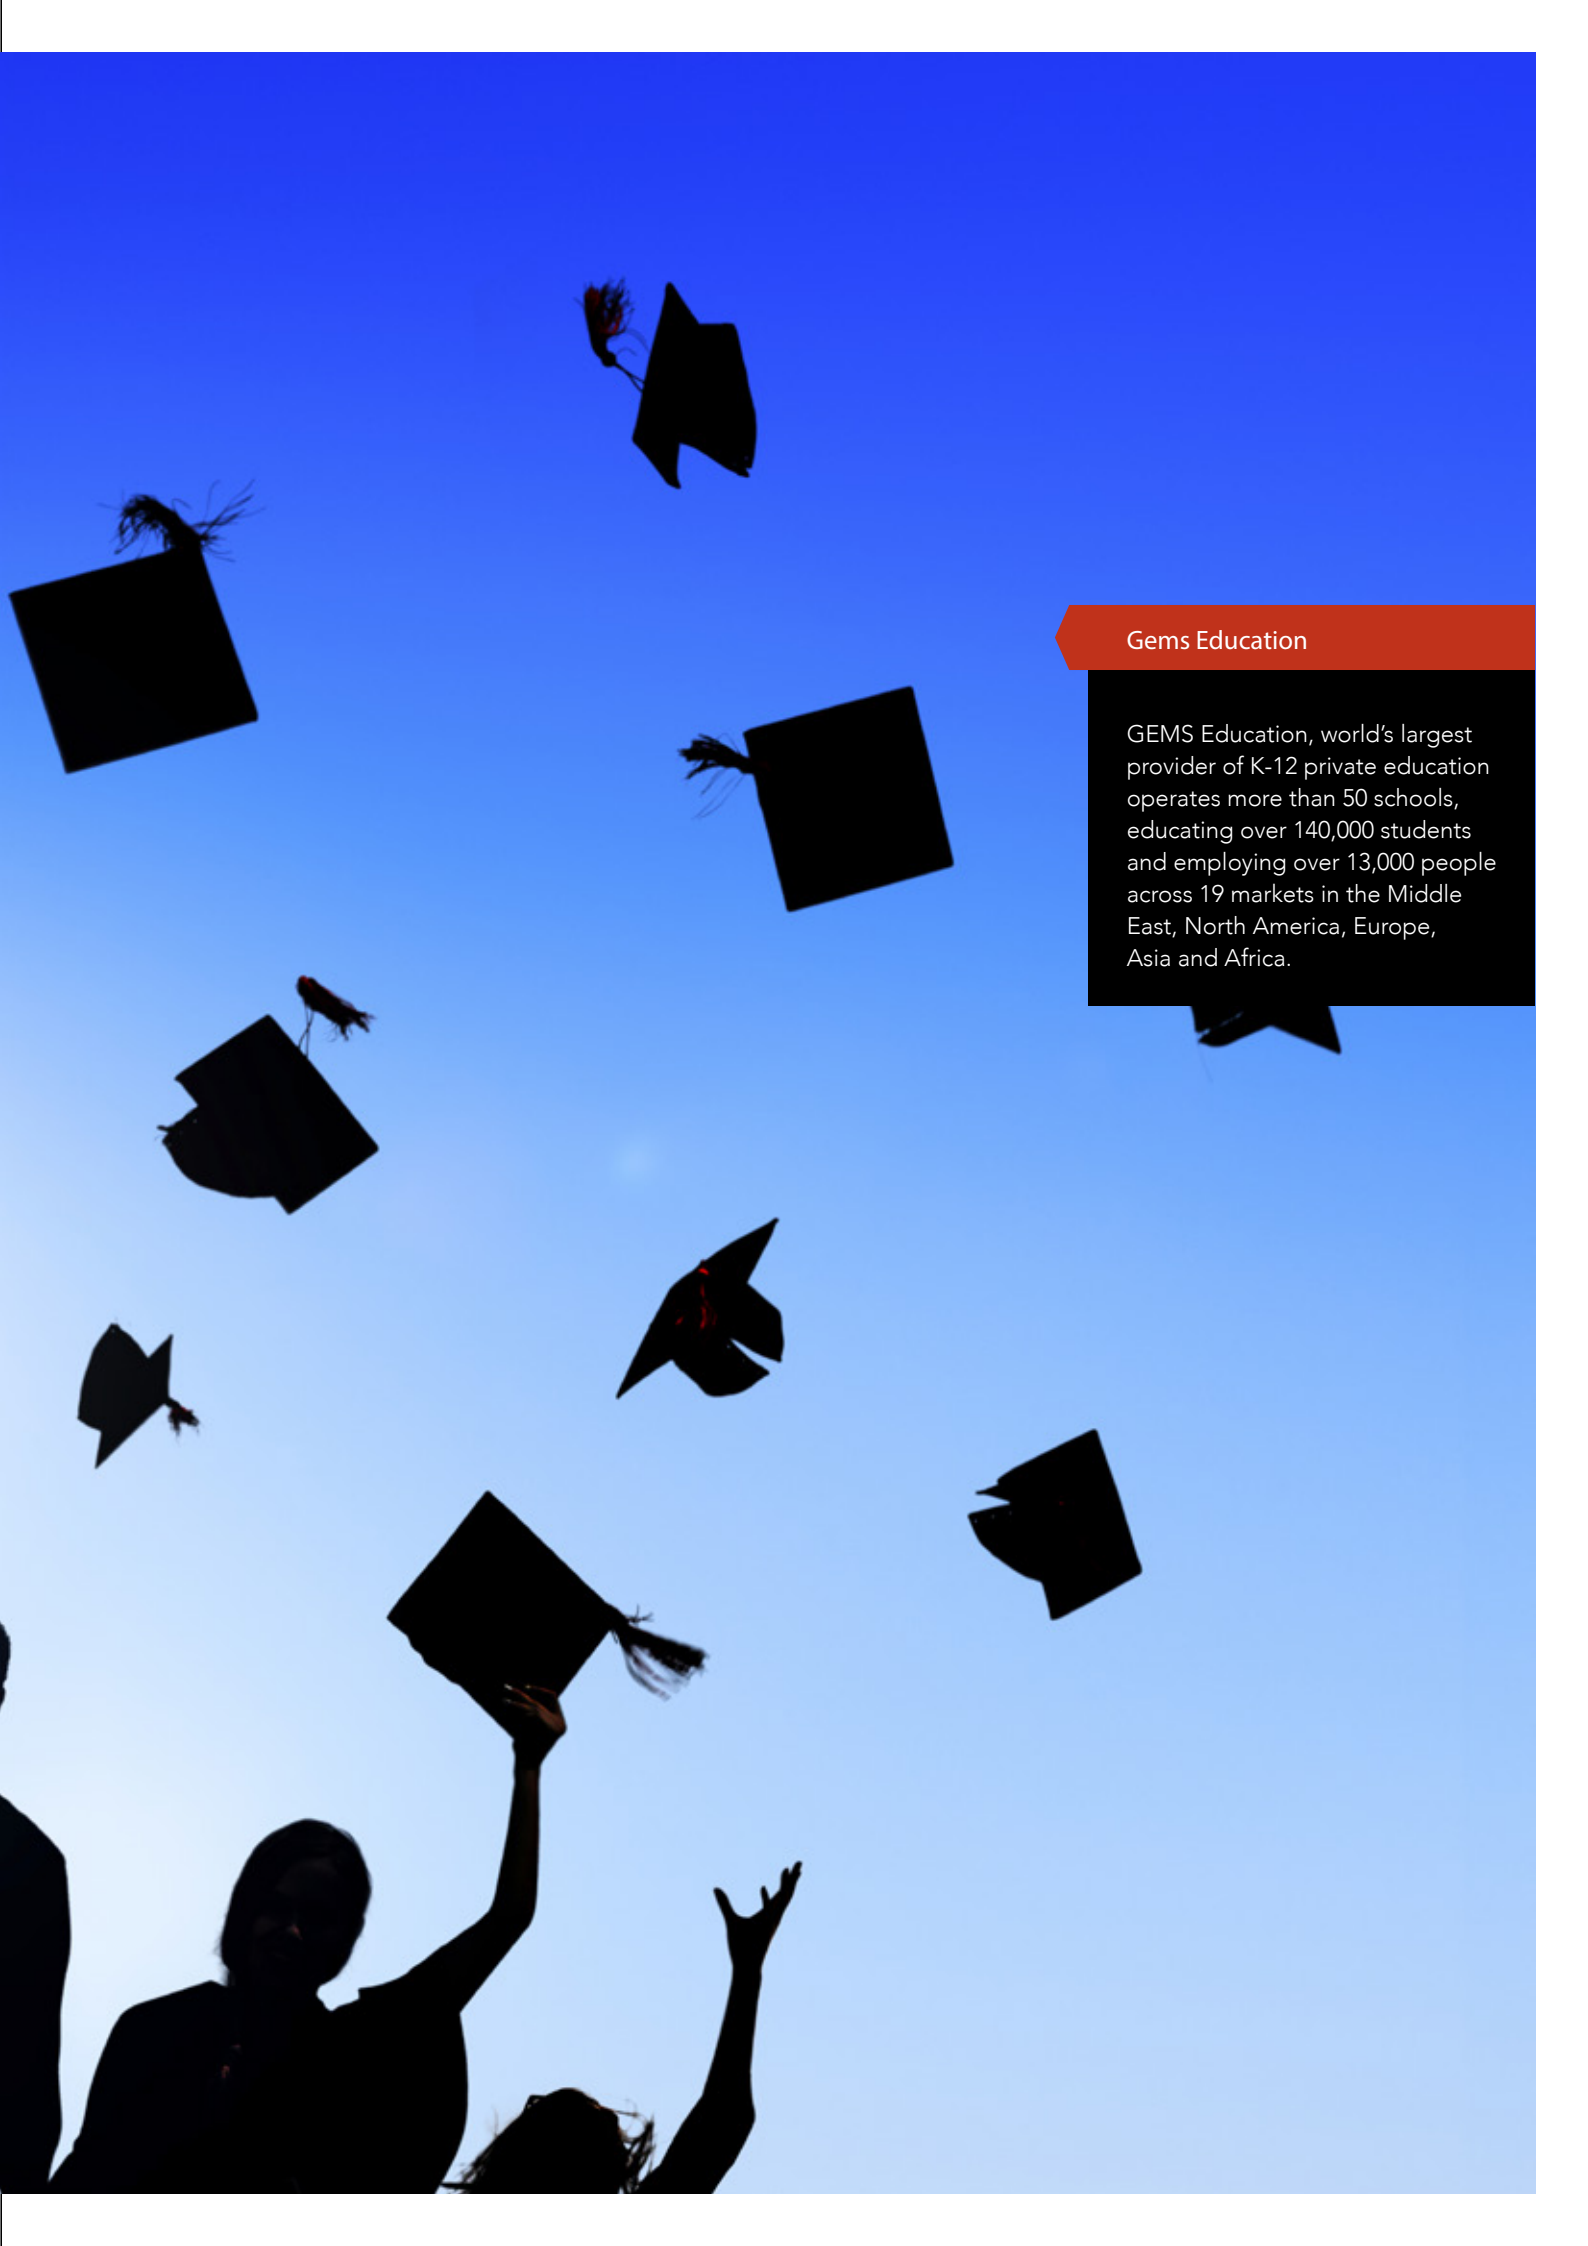 Gems Education
GEMS Education, world’s largest
provider of K-12 private education
operates more than 50 schools,
educating over 140,000 students
and employing over 13,000 people
across 19 markets in the Middle
East, North America, Europe,
Asia and Africa.